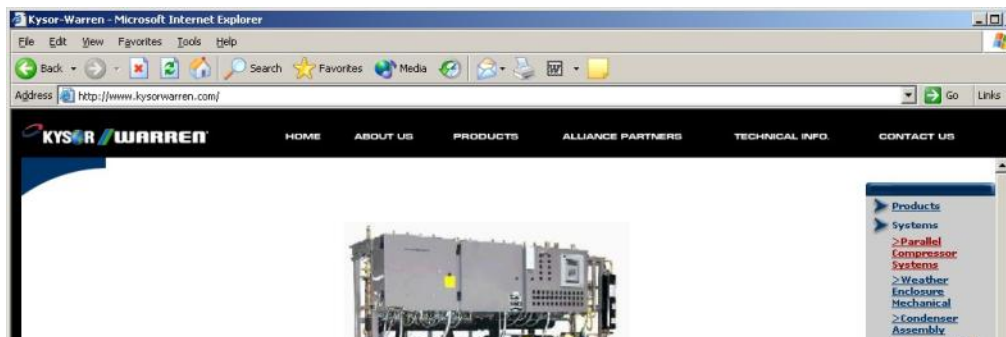 Kysor-Warren - Microsoft Internet Explorer
File Edit View Favorites Tools Help
Back Search Favorites Media
Address http://www.kysorwarren.com/ Go Links
KYSOR//WARREN HOME ABOUT US PRODUCTS ALLIANCE PARTNERS TECHNICAL INFO. CONTACT US
Products
Systems
>Parallel
Compressor
Systems
>Weather
Enclosure
Mechanical
>Condenser
Assembly